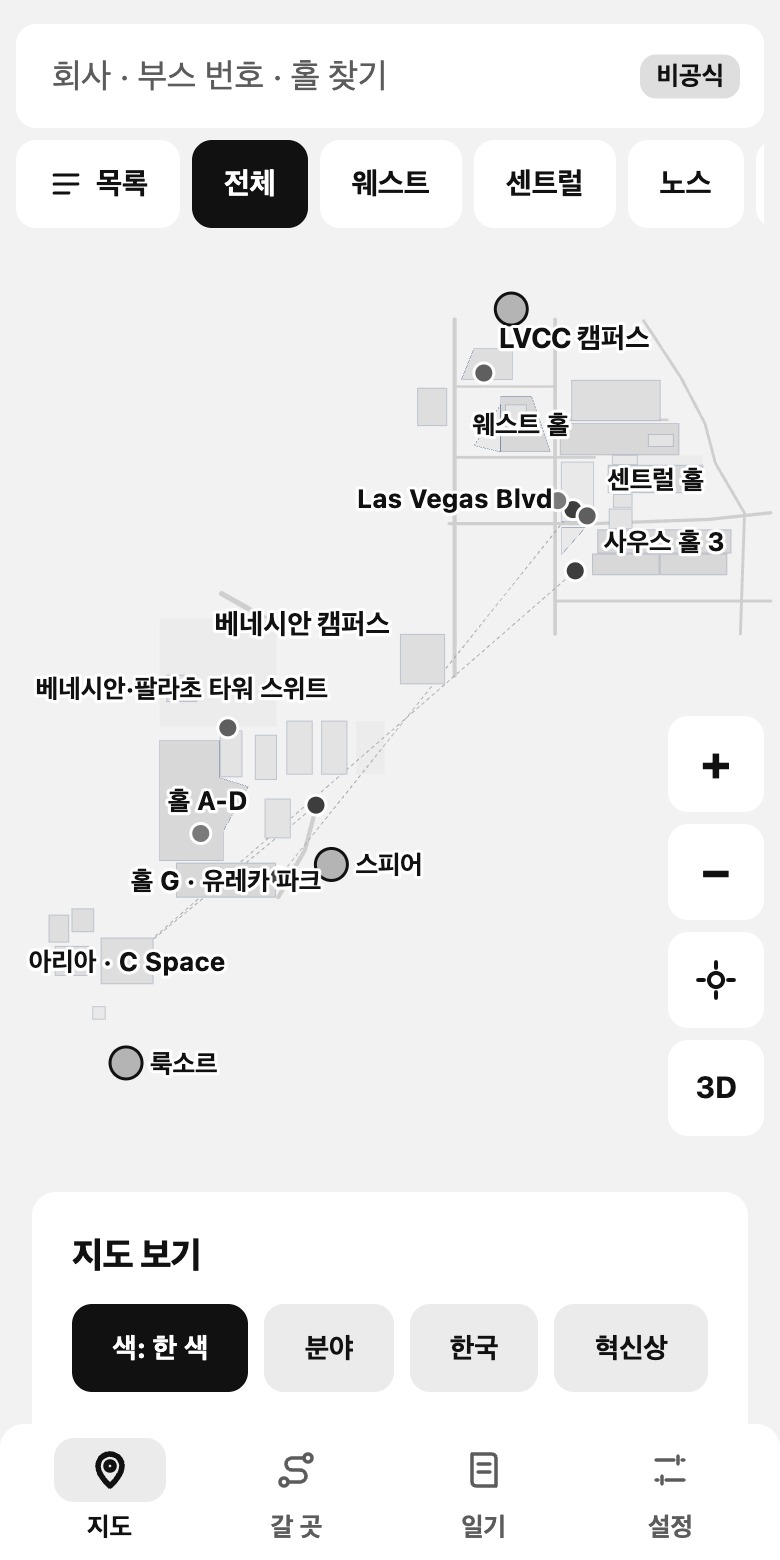 회사 · 부스 번호 · 홀 찾기
비공식
목록
전체
웨스트
센트럴
노스
LVCC 캠퍼스
웨스트 홀
센트럴 홀
Las Vegas Blvd
사우스 홀 3
베네시안 캠퍼스
베네시안·팔라초 타워 스위트
홀 A-D
스피어
홀 G · 유레카 파크
아리아 · C Space
룩소르
+
−
3D
지도 보기
색: 한 색
분야
한국
혁신상
지도
갈 곳
일기
설정